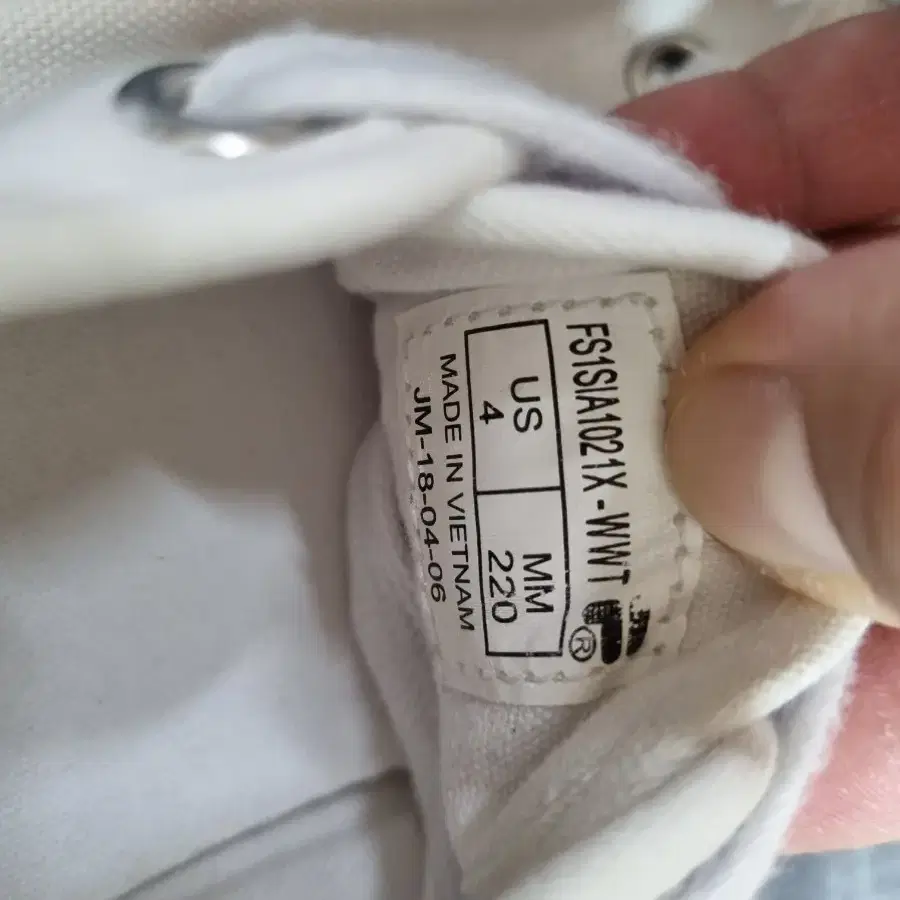 FS1SIA1021X-WWT
US MM
4 220
MADE IN VIETNAM
JM-18-04-06
®